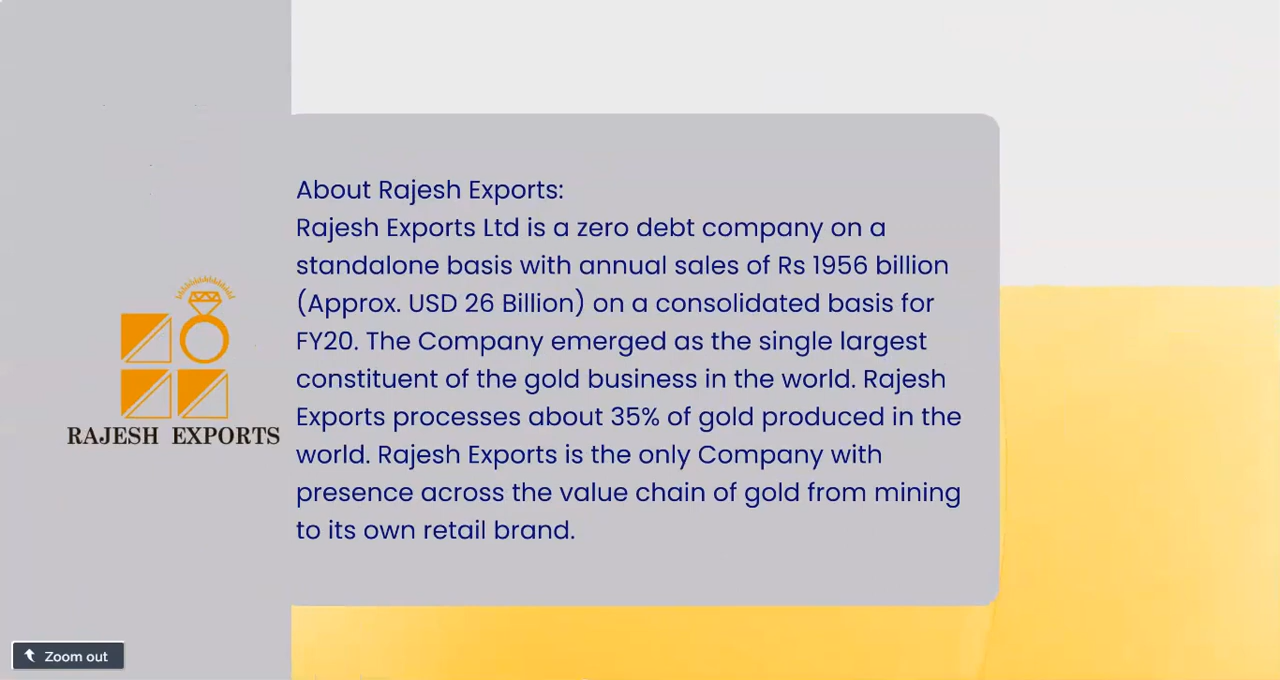 About Rajesh Exports:
Rajesh Exports Ltd is a zero debt company on a
standalone basis with annual sales of Rs 1956 billion
(Approx. USD 26 Billion) on a consolidated basis for
FY20. The Company emerged as the single largest
constituent of the gold business in the world. Rajesh
Exports processes about 35% of gold produced in the
world. Rajesh Exports is the only Company with
presence across the value chain of gold from mining
to its own retail brand.
RAJESH EXPORTS
Zoom out